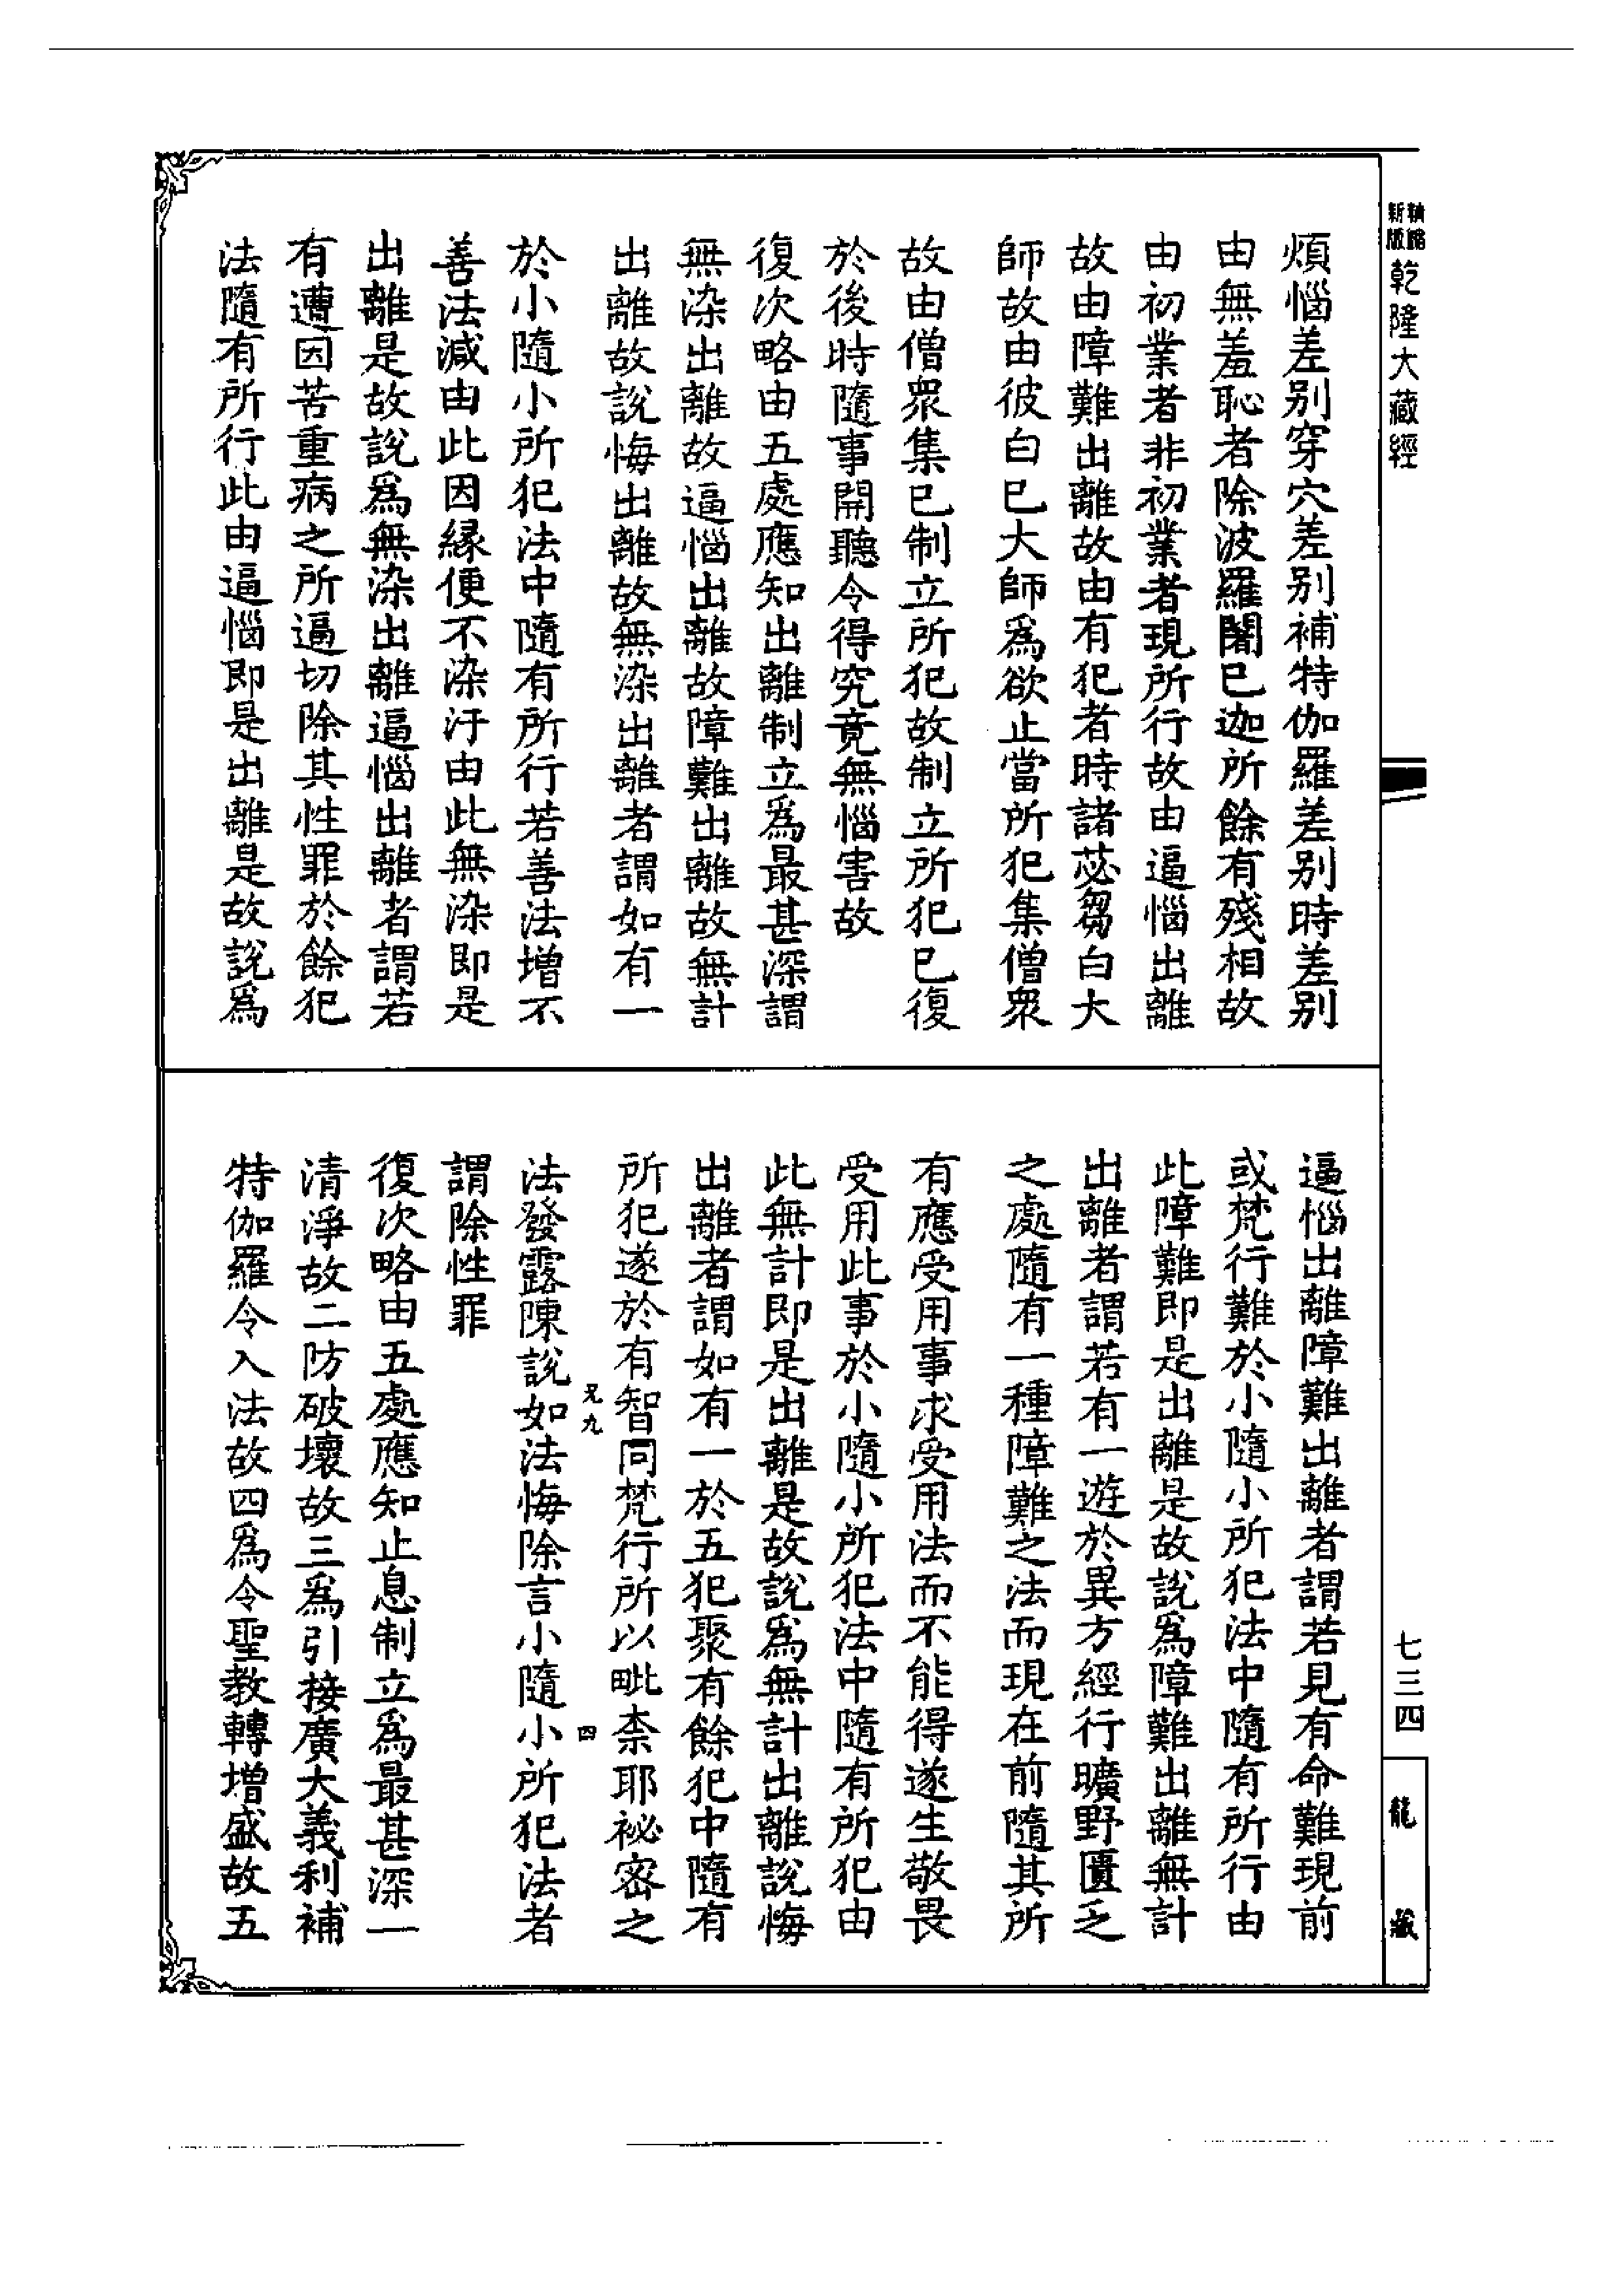 精縮新版乾隆大藏經
煩惱差別穿穴差別補特伽羅差別時差別
由無羞恥者除波羅闍已迦所餘有殘相故
由初業者非初業者現所行故由逼惱出離
故由障難出離故由有犯者時諸苾芻白大
師故由彼白已大師爲欲止當所犯集僧衆
故由僧衆集已制立所犯故制立所犯已復
於後時隨事開聽令得究竟無惱害故
復次略由五處應知出離制立爲最甚深謂
無染出離故逼惱出離故障難出離故無計
出離故說悔出離故無染出離者謂如有一
於小隨小所犯法中隨有所行若善法增不
善法減由此因緣便不染汙由此無染即是
出離是故說爲無染出離逼惱出離者謂若
有遭因苦重病之所逼切除其性罪於餘犯
法隨有所行此由逼惱即是出離是故說爲
逼惱出離障難出離者謂若見有命難現前
或梵行難於小隨小所犯法中隨有所行由
此障難即是出離是故說爲障難出離無計
出離者謂若有一遊於異方經行曠野匱乏
之處隨有一種障難之法而現在前隨其所
有應受用事求受用法而不能得遂生敬畏
受用此事於小隨小所犯法中隨有所犯由
此無計即是出離是故說爲無計出離說悔
出離者謂如有一於五犯聚有餘犯中隨有
所犯遂於有智同梵行所以毗柰耶祕密之
兄九
四
法發露陳說如法悔除言小隨小所犯法者
謂除性罪
復次略由五處應知止息制立爲最甚深一
清淨故二防破壞故三爲引接廣大義利補
特伽羅令入法故四爲令聖教轉增盛故五
七三四
龍藏